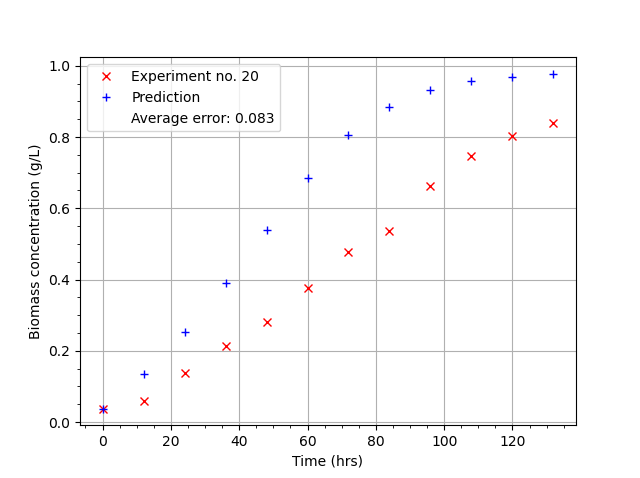 Experiment no. 20
Prediction
Average error: 0.083
1.0
0.8
0.6
0.4
0.2
0.0
Biomass concentration (g/L)
0 20 40 60 80 100 120
Time (hrs)